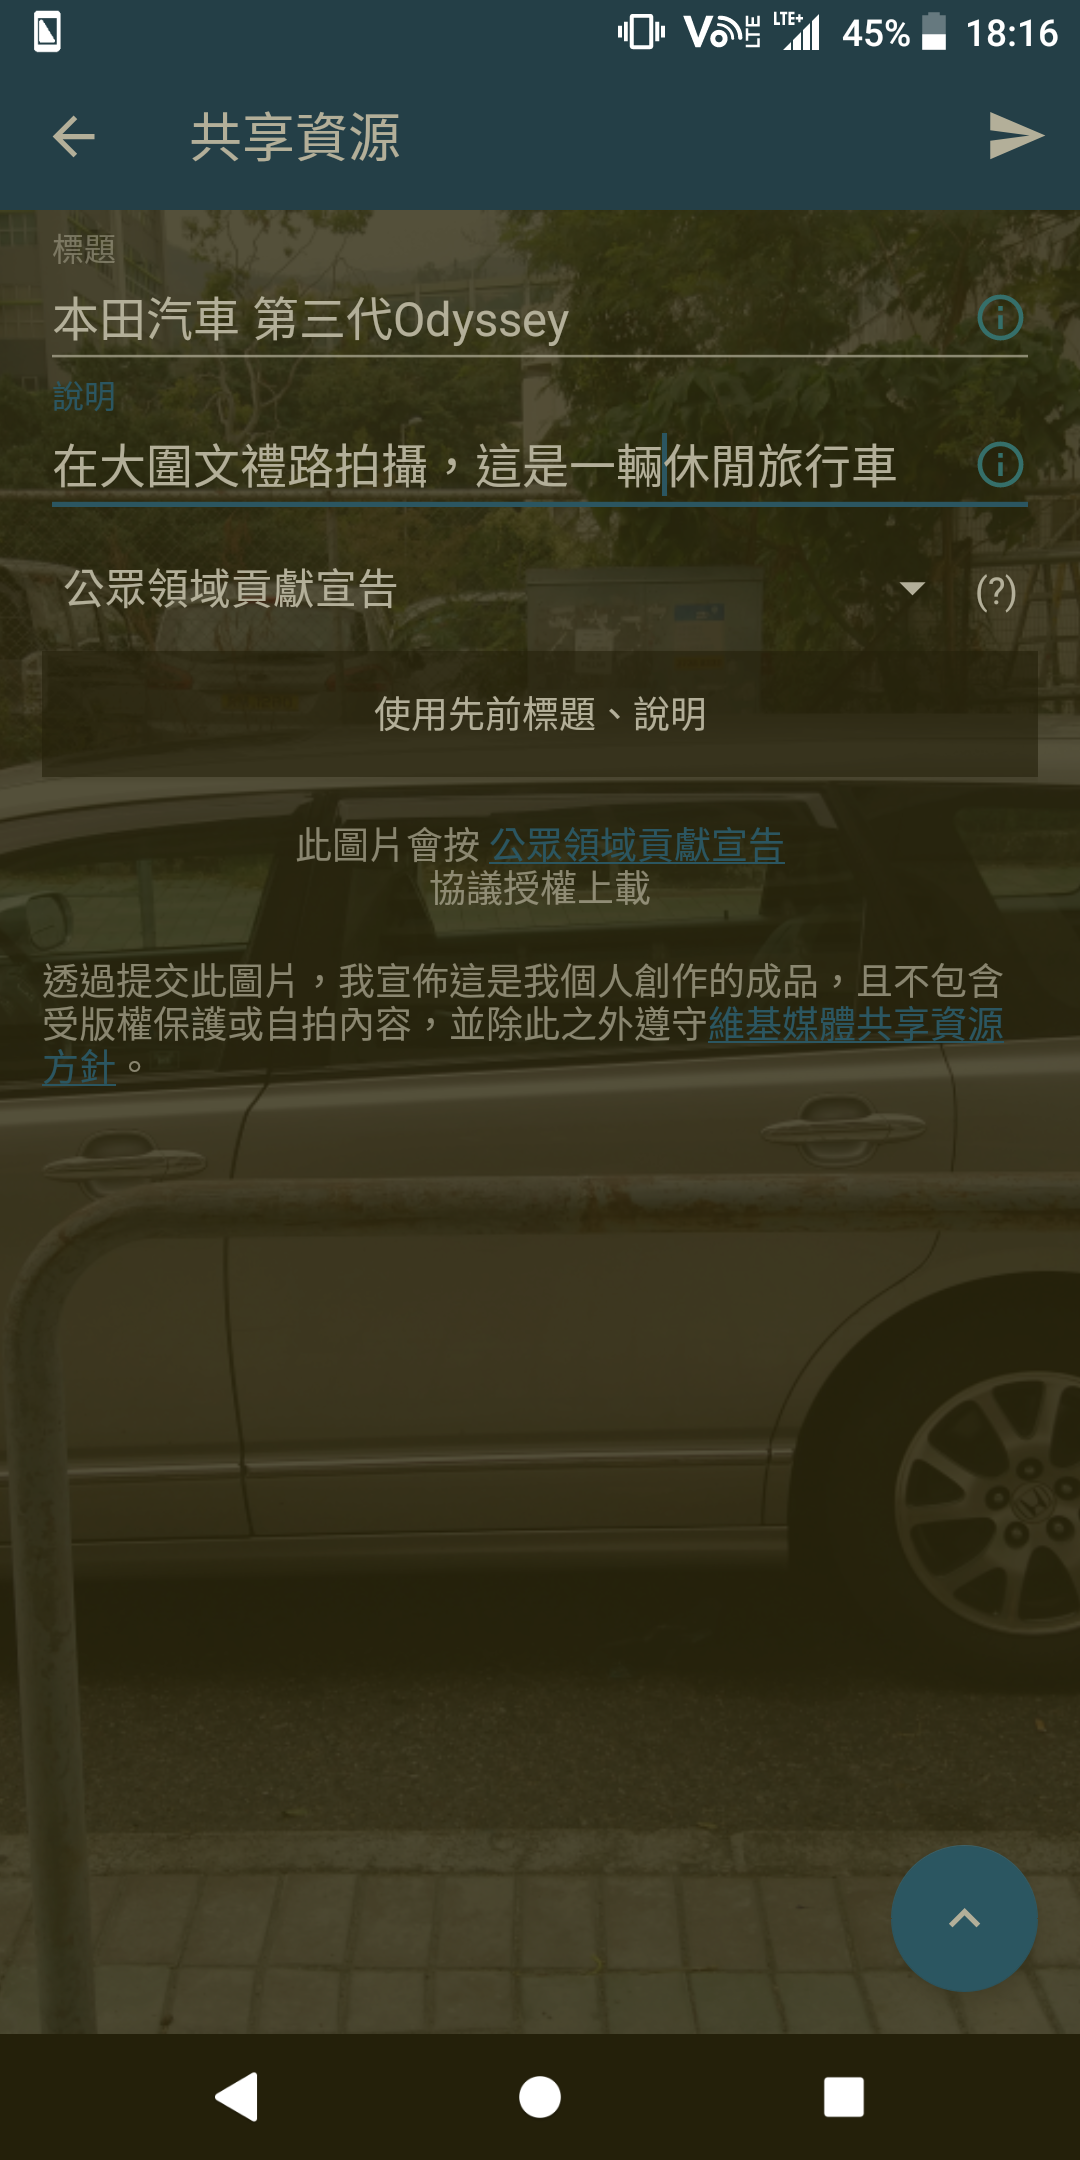 LTE+
VoLTE
45%
18:16
共享資源
標題
本田汽車 第三代Odyssey
說明
在大圍文禮路拍攝，這是一輛休閒旅行車
公眾領域貢獻宣告
(?)
使用先前標題、說明
此圖片會按 公眾領域貢獻宣告
協議授權上載
透過提交此圖片，我宣佈這是我個人創作的成品，且不包含
受版權保護或自拍內容，並除此之外遵守維基媒體共享資源
方針。